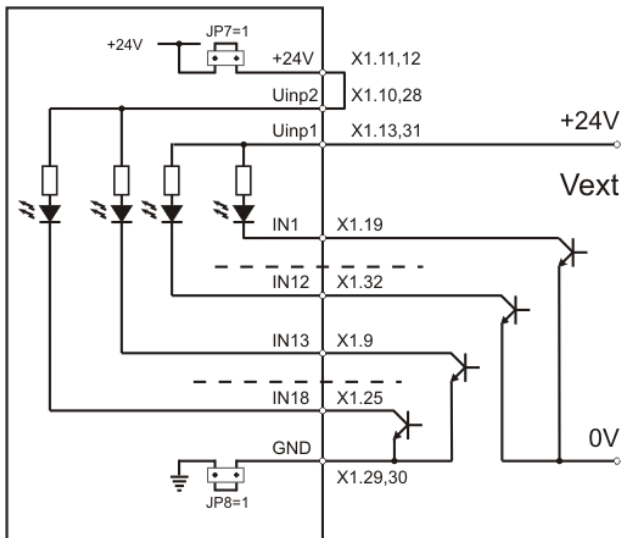 JP7=1
+24V +24V X1.11,12
Uinp2 X1.10,28
Uinp1 X1.13,31 +24V
Vext
IN1 X1.19
IN12 X1.32
IN13 X1.9
IN18 X1.25
GND 0V
X1.29,30
JP8=1